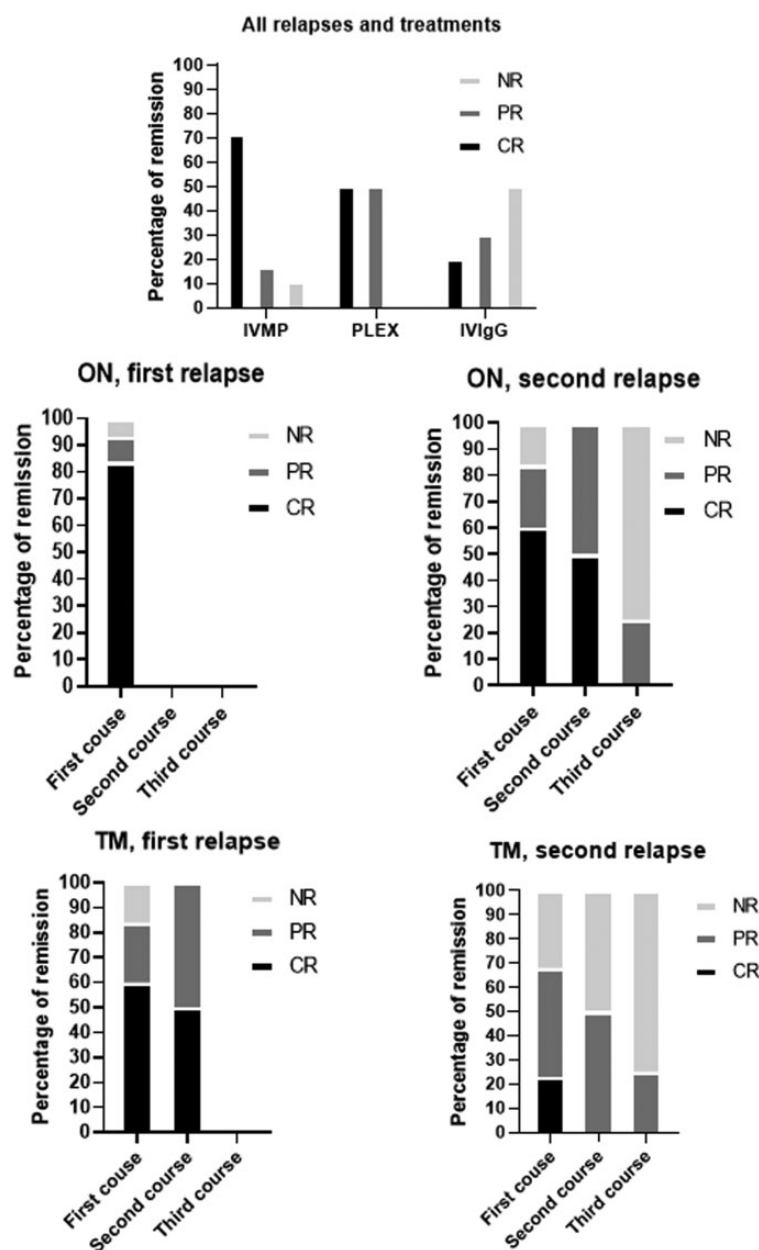 All relapses and treatments
Percentage of remission
100
90
80
70
60
50
40
30
20
10
0
NR
PR
CR
IVMP PLEX IVIgG
ON, first relapse
Percentage of remission
100
90
80
70
60
50
40
30
20
10
0
NR
PR
CR
First couse
Second course
Third course
ON, second relapse
Percentage of remission
100
90
80
70
60
50
40
30
20
10
0
NR
PR
CR
First couse
Second course
Third course
TM, first relapse
Percentage of remission
100
90
80
70
60
50
40
30
20
10
0
NR
PR
CR
First couse
Second course
Third course
TM, second relapse
Percentage of remission
100
90
80
70
60
50
40
30
20
10
0
NR
PR
CR
First couse
Second course
Third course